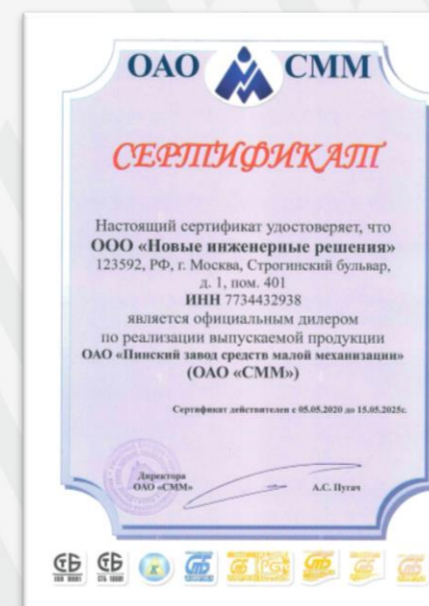 ОАО СММ
СЕРТИФИКАТ
Настоящий сертификат удостоверяет, что
ООО «Новые инженерные решения»
123592, РФ, г. Москва, Строгинский бульвар,
д. 1, пом. 401
ИНН 7734432938
является официальным дилером
по реализации выпускаемой продукции
ОАО «Пинский завод средств малой механизации»
(ОАО «СММ»)
Сертификат действителен с 05.05.2020 до 15.05.2025г.
Директора
ОАО «СММ» А.С. Пугач